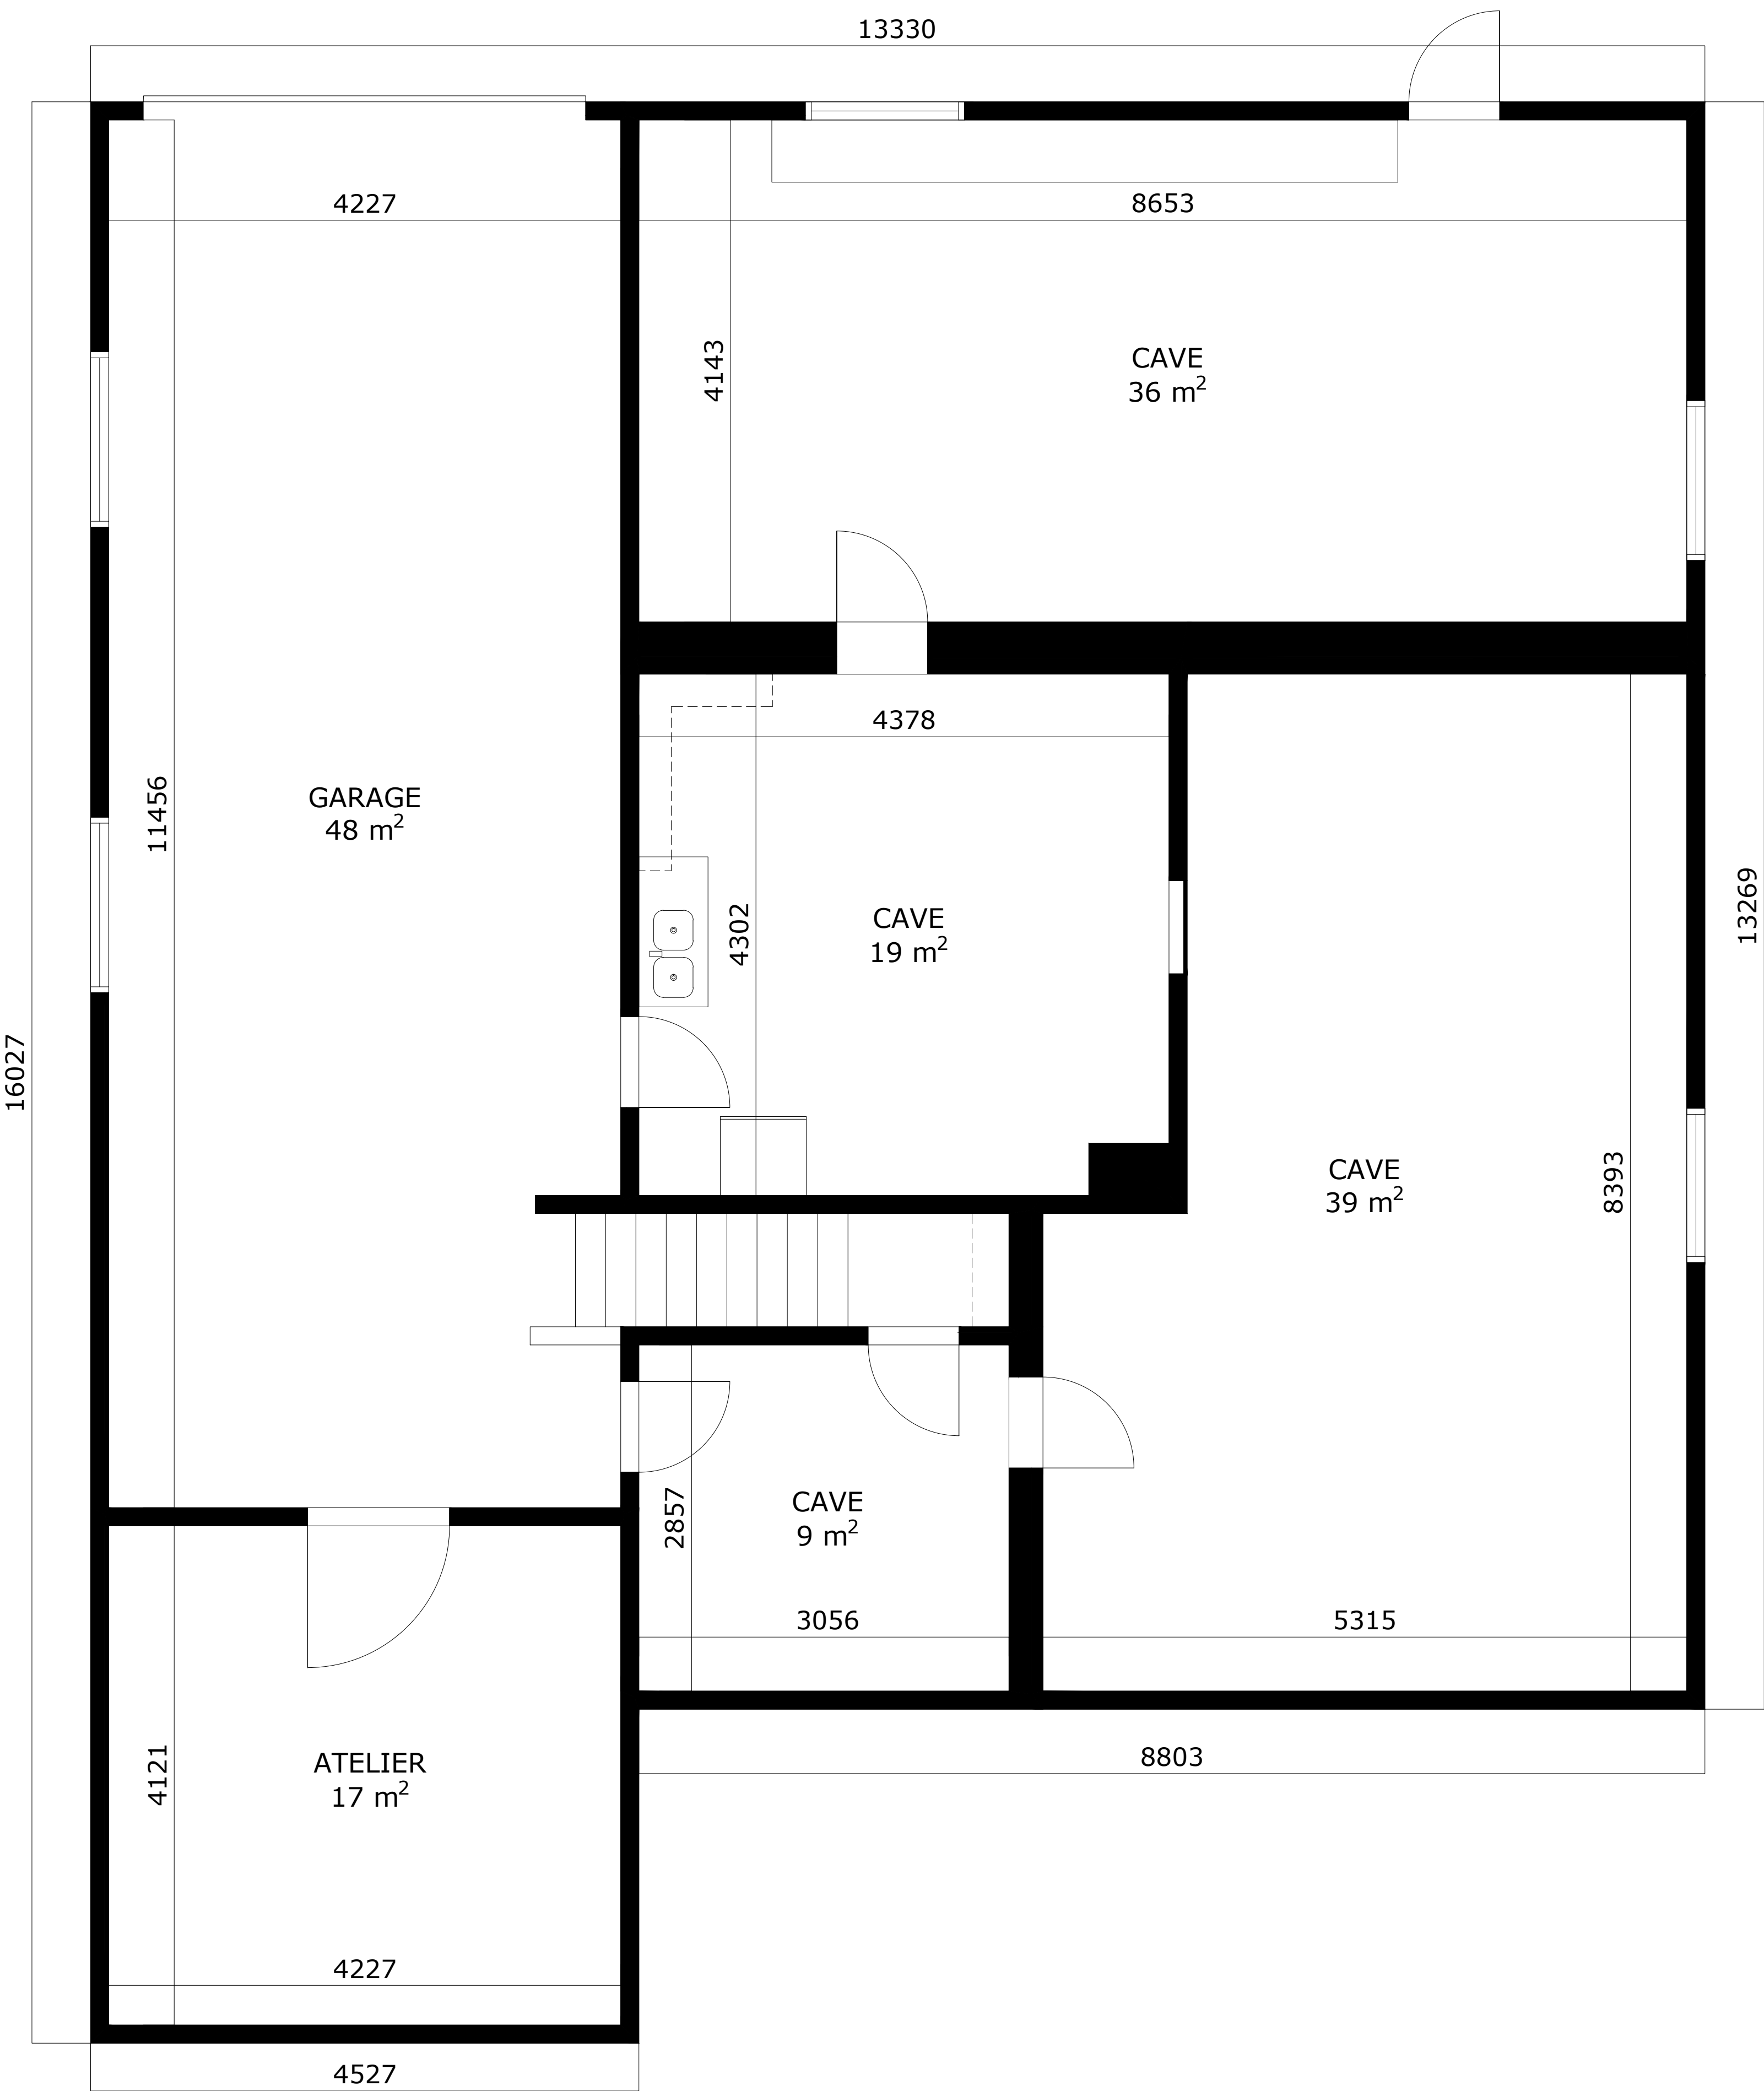 13330
4227
8653
4143
CAVE
36 m²
4378
11456
GARAGE
48 m²
4302
CAVE
19 m²
13269
16027
CAVE
39 m²
8393
2857
CAVE
9 m²
3056
5315
4121
ATELIER
17 m²
8803
4227
4527